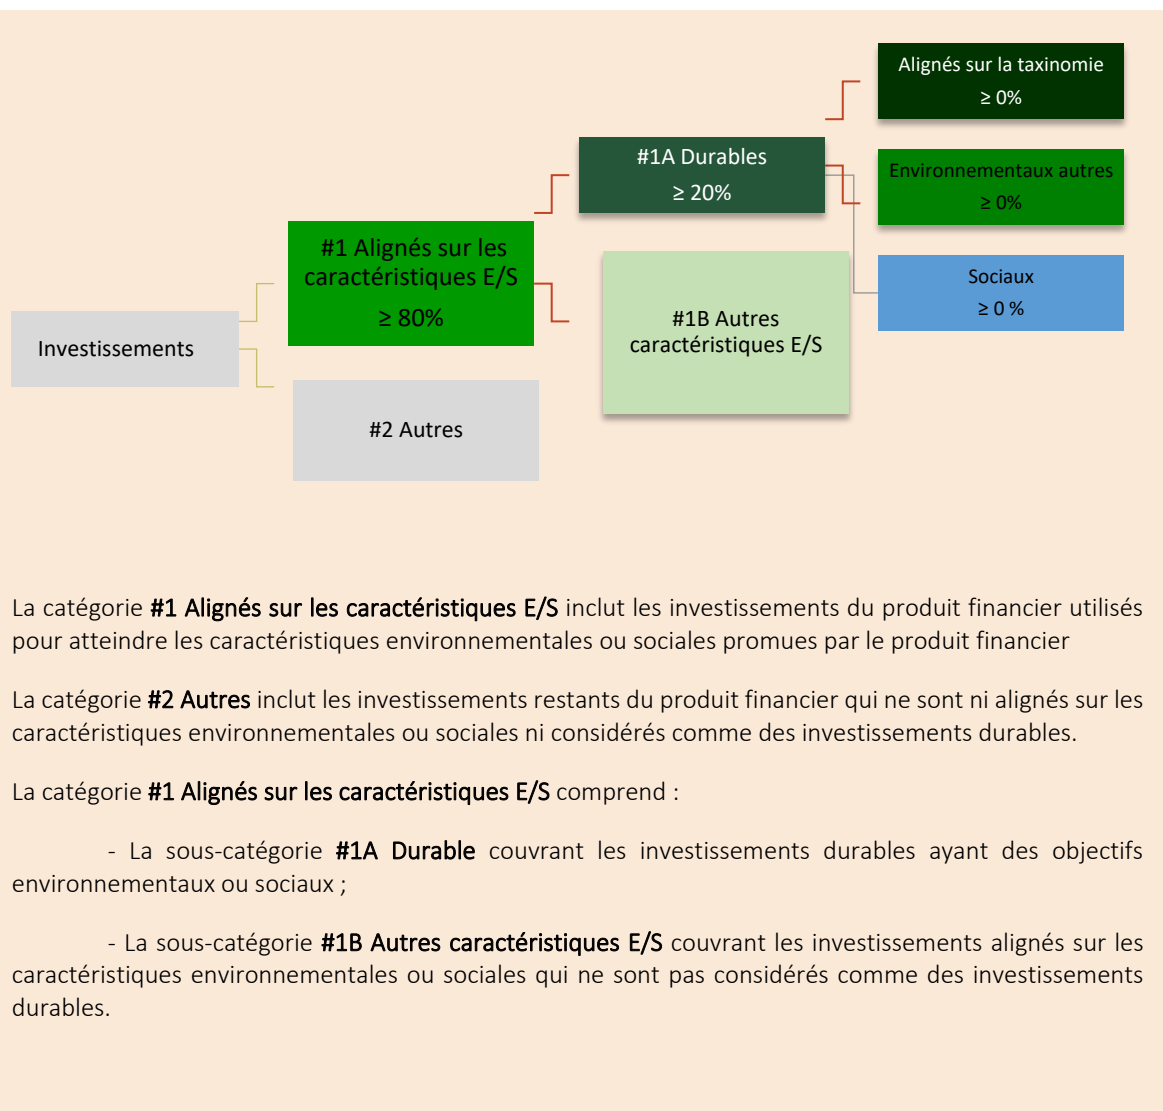 Alignés sur la taxinomie
≥ 0%
#1A Durables
≥ 20%
Environnementaux autres
≥ 0%
#1 Alignés sur les
caractéristiques E/S
≥ 80%
Sociaux
≥ 0 %
#1B Autres
caractéristiques E/S
Investissements
#2 Autres
La catégorie #1 Alignés sur les caractéristiques E/S inclut les investissements du produit financier utilisés
pour atteindre les caractéristiques environnementales ou sociales promues par le produit financier
La catégorie #2 Autres inclut les investissements restants du produit financier qui ne sont ni alignés sur les
caractéristiques environnementales ou sociales ni considérés comme des investissements durables.
La catégorie #1 Alignés sur les caractéristiques E/S comprend :
- La sous-catégorie #1A Durable couvrant les investissements durables ayant des objectifs
environnementaux ou sociaux ;
- La sous-catégorie #1B Autres caractéristiques E/S couvrant les investissements alignés sur les
caractéristiques environnementales ou sociales qui ne sont pas considérés comme des investissements
durables.